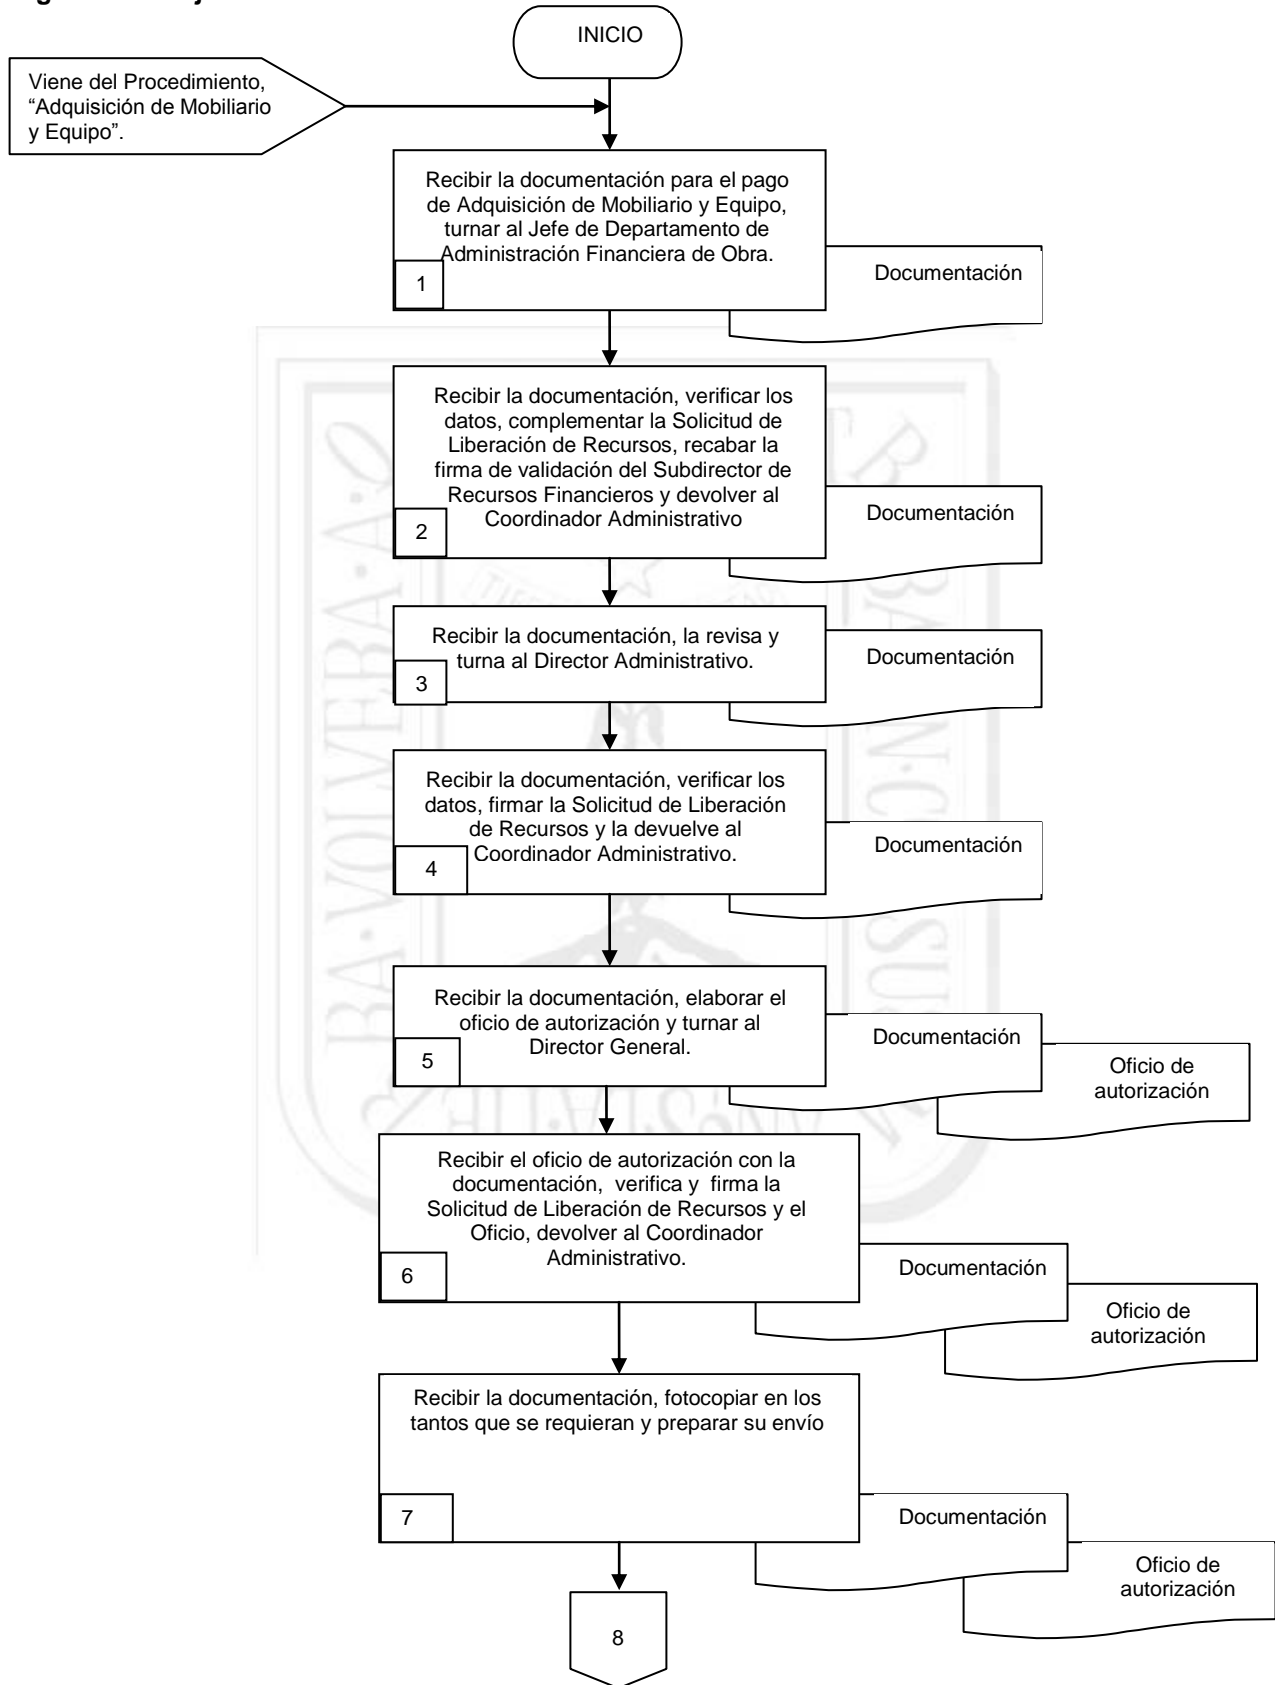 INICIO
Viene del Procedimiento,
“Adquisición de Mobiliario
y Equipo”.
Recibir la documentación para el pago
de Adquisición de Mobiliario y Equipo,
turnar al Jefe de Departamento de
Administración Financiera de Obra.
1
Documentación
Recibir la documentación, verificar los
datos, complementar la Solicitud de
Liberación de Recursos, recabar la
firma de validación del Subdirector de
Recursos Financieros y devolver al
Coordinador Administrativo
2
Documentación
Recibir la documentación, la revisa y
turna al Director Administrativo.
3
Documentación
Recibir la documentación, verificar los
datos, firmar la Solicitud de Liberación
de Recursos y la devuelve al
Coordinador Administrativo.
4
Documentación
Recibir la documentación, elaborar el
oficio de autorización y turnar al
Director General.
5
Documentación
Oficio de
autorización
Recibir el oficio de autorización con la
documentación,  verifica y  firma la
Solicitud de Liberación de Recursos y el
Oficio, devolver al Coordinador
Administrativo.
6
Documentación
Oficio de
autorización
Recibir la documentación, fotocopiar en los
tantos que se requieran y preparar su envío
7
Documentación
Oficio de
autorización
8